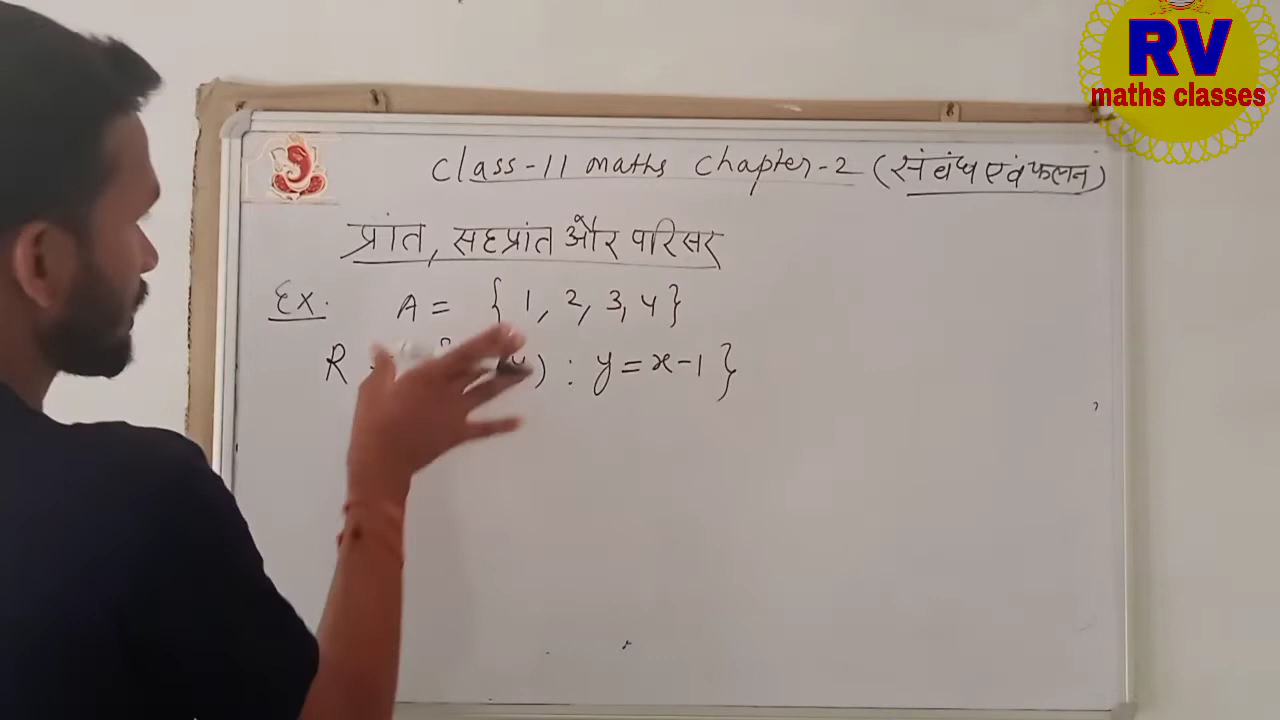 RV
maths classes
Class-11 maths Chapter-2 (संबंध एवं फलन)
प्रांत, सहप्रांत और परिसर
Ex. A = { 1, 2, 3, 4}
R ) : y = x-1 }